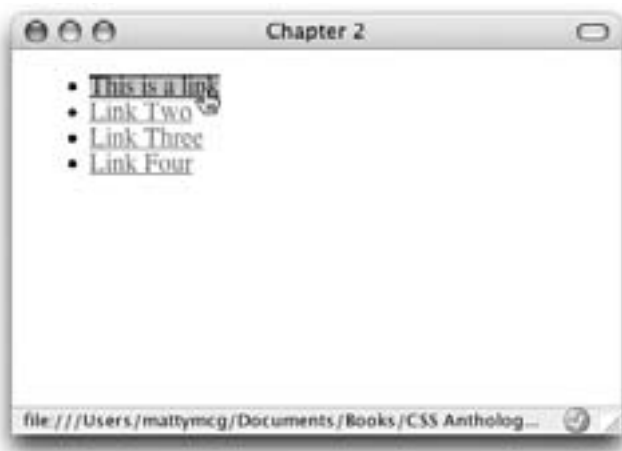 Chapter 2
• This is a link
• Link Two
• Link Three
• Link Four
file:///Users/mattymcg/Documents/Books/CSS Antholog...